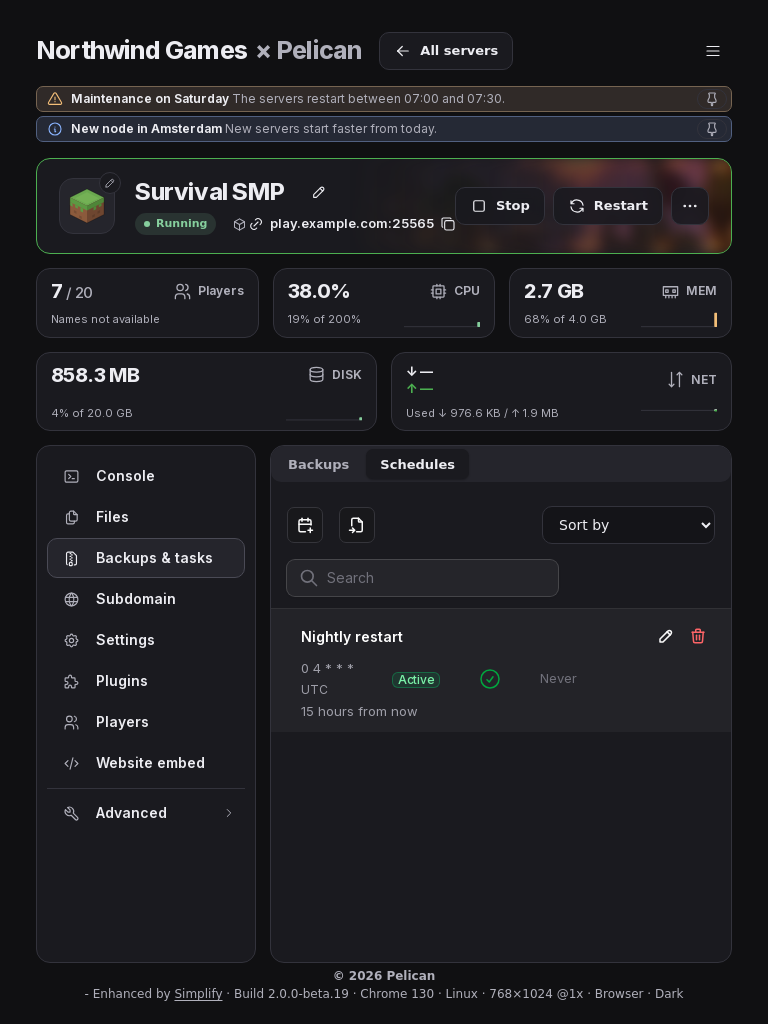 Northwind Games × Pelican
All servers
Maintenance on Saturday The servers restart between 07:00 and 07:30.
New node in Amsterdam New servers start faster from today.
Survival SMP
Running
play.example.com:25565
Stop
Restart
7 / 20
Players
Names not available
38.0%
CPU
19% of 200%
2.7 GB
MEM
68% of 4.0 GB
858.3 MB
DISK
4% of 20.0 GB
↓ —
↑ —
NET
Used ↓ 976.6 KB / ↑ 1.9 MB
Console
Files
Backups & tasks
Subdomain
Settings
Plugins
Players
Website embed
Advanced
Backups
Schedules
Sort by
Search
Nightly restart
0 4 * * *
UTC
Active
Never
15 hours from now
© 2026 Pelican
- Enhanced by Simplify · Build 2.0.0-beta.19 · Chrome 130 · Linux · 768×1024 @1x · Browser · Dark